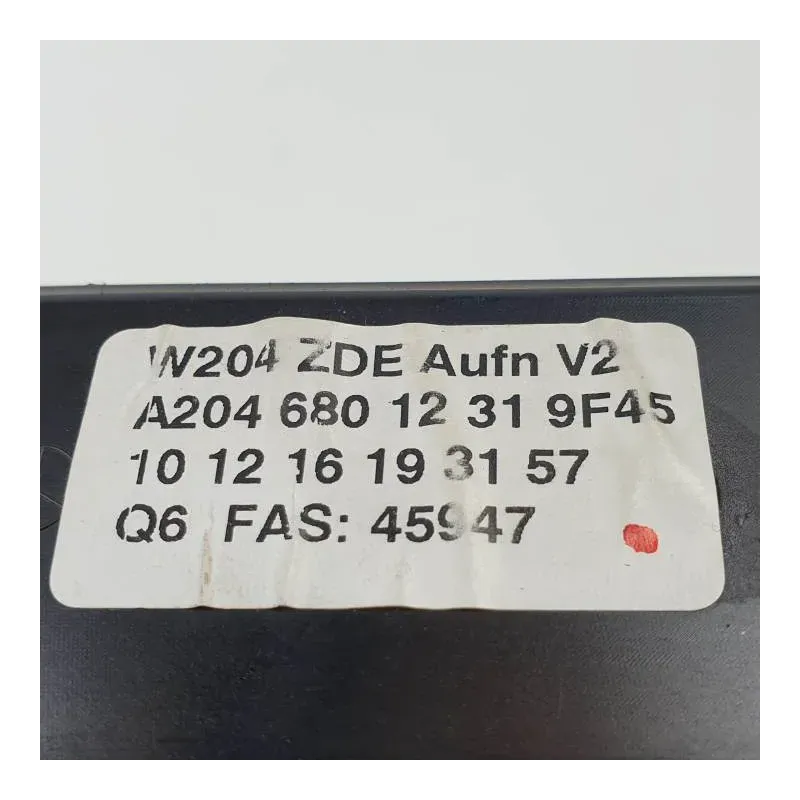 W204 ZDE Aufn V2
A204 680 12 31 9F45
10 12 16 19 31 57
Q6 FAS: 45947